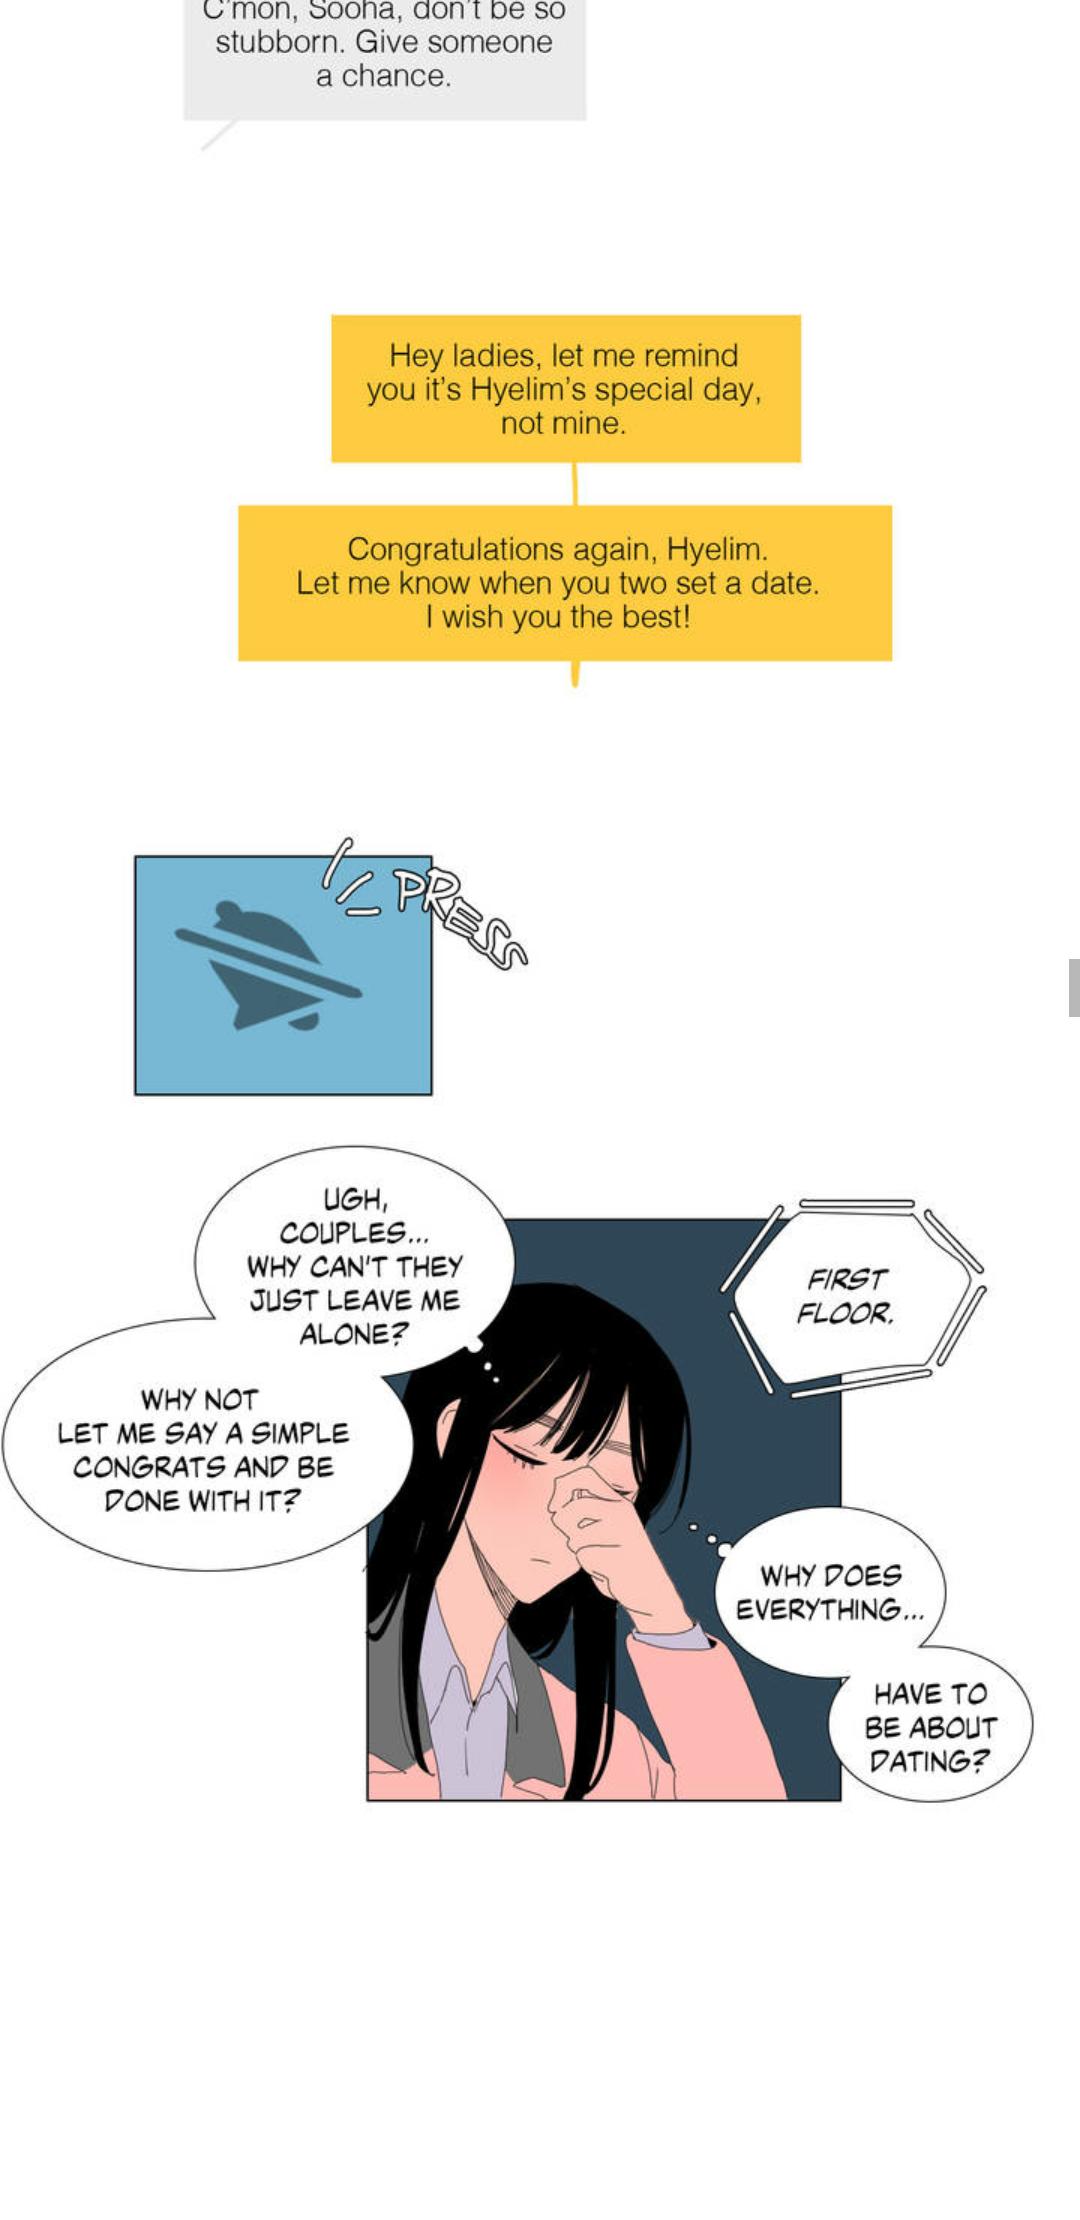 C'mon, Sooha, don't be so
stubborn. Give someone
a chance.
Hey ladies, let me remind
you it's Hyelim's special day,
not mine.
Congratulations again, Hyelim.
Let me know when you two set a date.
I wish you the best!
PRESS
UGH,
COUPLES...
WHY CAN'T THEY
JUST LEAVE ME
ALONE?
FIRST
FLOOR.
WHY NOT
LET ME SAY A SIMPLE
CONGRATS AND BE
DONE WITH IT?
WHY DOES
EVERYTHING...
HAVE TO
BE ABOUT
DATING?